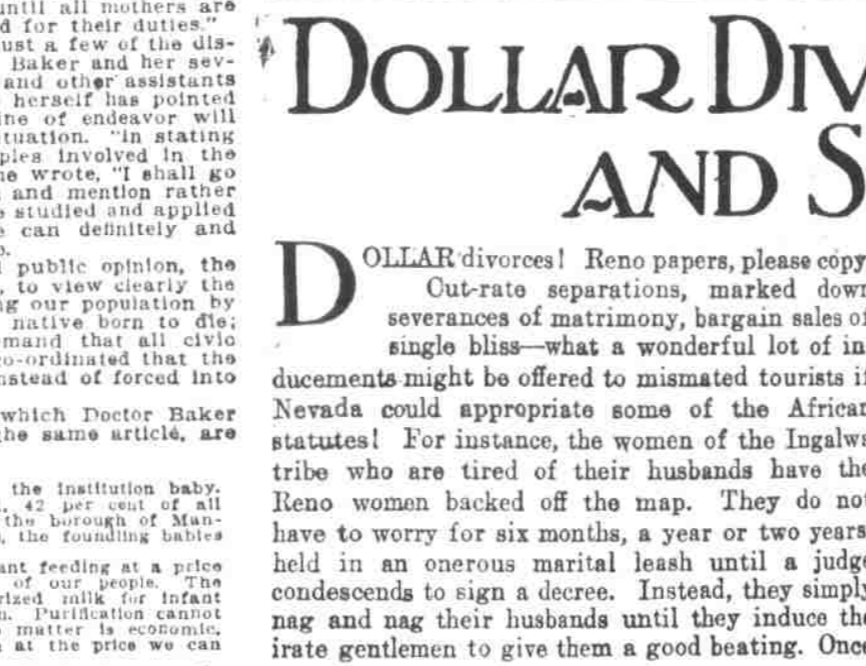 until all mothers are
d for their duties."
ust a few of the dis-
Baker and her sev-
and other assistants
herself has pointed
ine of endeavor will
tuation. "In stating
ples involved in the
he wrote, "I shall go
and mention rather
e studied and applied
e can definitely and
o.
public opinion, the
, to view clearly the
ng our population by
native born to die;
mand that all civic
co-ordinated that the
nstead of forced into
which Doctor Baker
the same article, are
the institution baby.
., 42 per cent of all
the borough of Man-
, the foundling babies
ant feeding at a price
of our people. The
rized milk for infant
n. Purification cannot
matter is economic,
at the price we can
DOLLAR DIV
AND S
DOLLAR divorces! Reno papers, please copy
Cut-rate separations, marked down
severances of matrimony, bargain sales of
single bliss—what a wonderful lot of in
ducements might be offered to mismated tourists if
Nevada could appropriate some of the African
statutes! For instance, the women of the Ingalws
tribe who are tired of their husbands have the
Reno women backed off the map. They do not
have to worry for six months, a year or two years
held in an onerous marital leash until a judge
condescends to sign a decree. Instead, they simply
nag and nag their husbands until they induce the
irate gentlemen to give them a good beating. Once